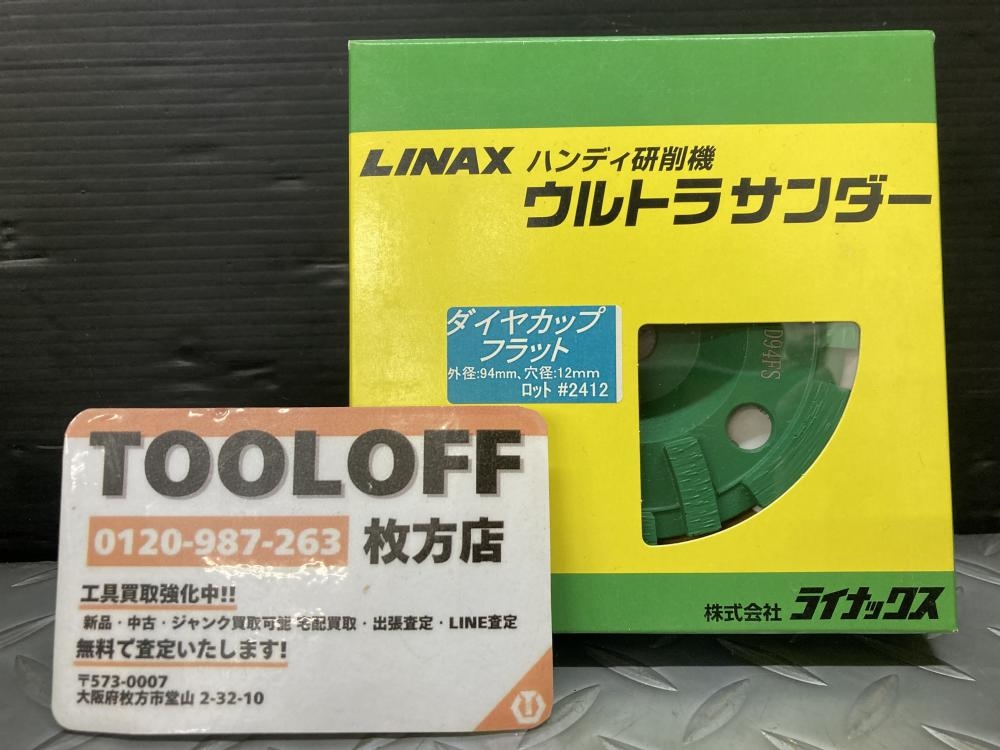 LINAX ハンディ研削機
ウルトラサンダー
ダイヤカップ
フラット
外径:94mm、穴径:12mm
ロット #2412
D94FS
株式会社 ライナックス
TOOLOFF
0120-987-263 枚方店
工具買取強化中!!
新品・中古・ジャンク買取可能 宅配買取・出張査定・LINE査定
無料で査定いたします!
〒573-0007
大阪府枚方市堂山 2-32-10